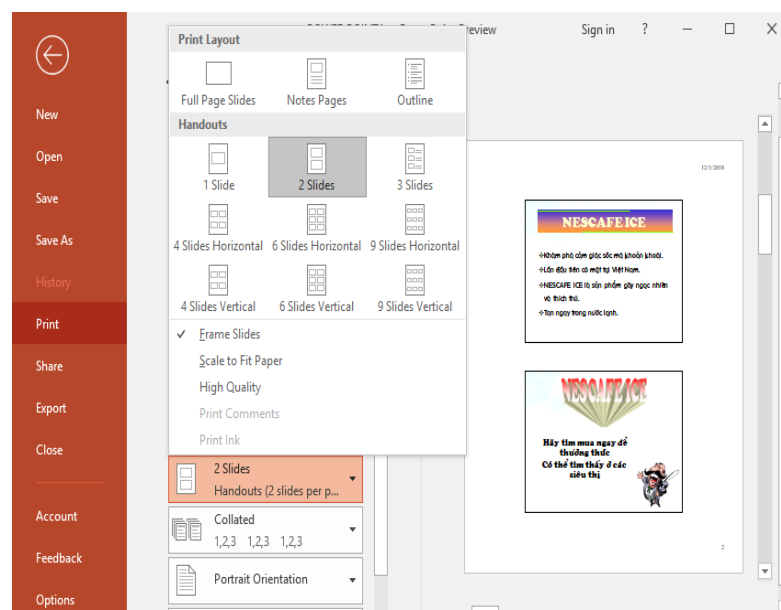 Preview
Sign in
?
New
Open
Save
Save As
History
Print
Share
Export
Close
Account
Feedback
Options
Print Layout
Full Page Slides Notes Pages Outline
Handouts
1 Slide 2 Slides 3 Slides
4 Slides Horizontal 6 Slides Horizontal 9 Slides Horizontal
4 Slides Vertical 6 Slides Vertical 9 Slides Vertical
✓ Frame Slides
Scale to Fit Paper
High Quality
Print Comments
Print Ink
2 Slides
Handouts (2 slides per p...
Collated
1,2,3 1,2,3 1,2,3
Portrait Orientation
12/1/2018
NESCAFE ICE
Khám phá cảm giác sốc mà khoản khoái.
Lần đầu tiên có mặt tại Việt Nam.
NESCAFE ICE là sản phẩm gây ngạc nhiên
và thích thú.
Tan ngay trong nước lạnh.
NESCAFE ICE
Hãy tìm mua ngay để
thưởng thức
Có thể tìm thấy ở các
siêu thị
2